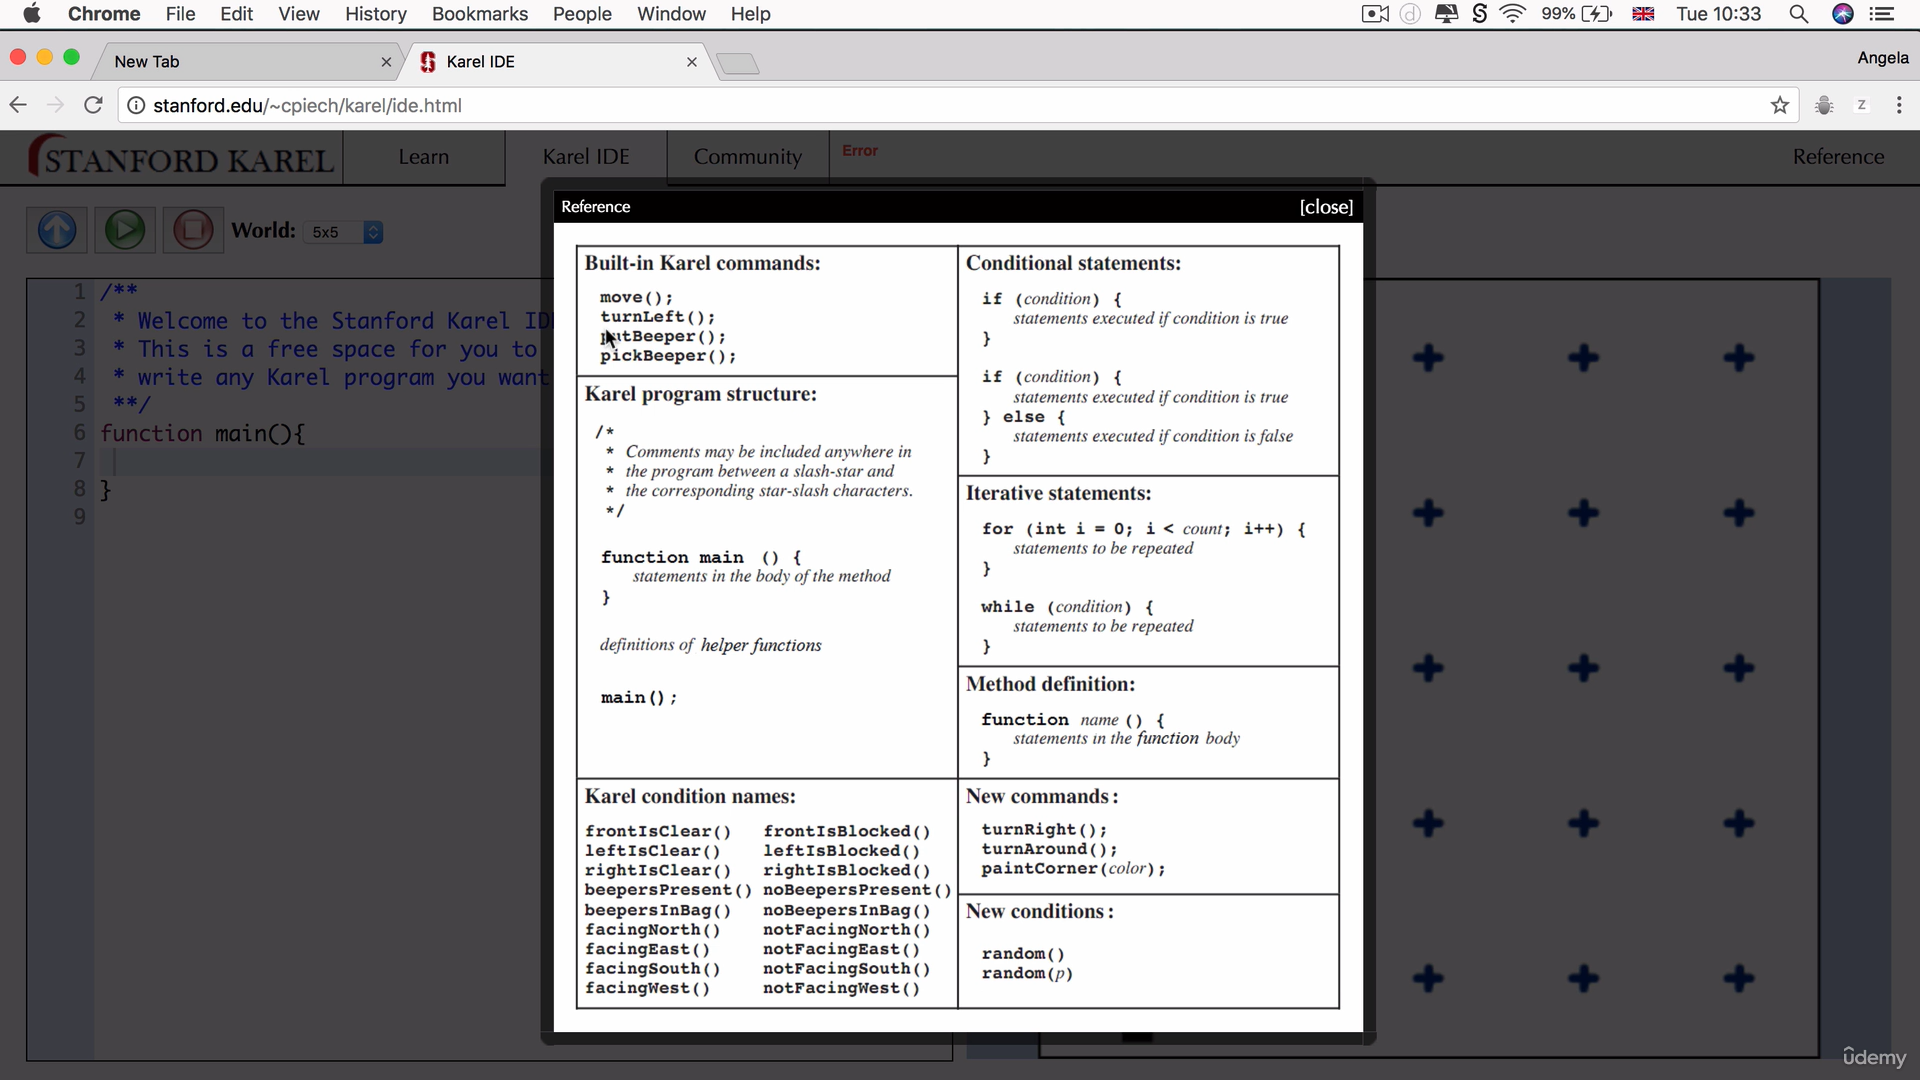 Chrome File Edit View History Bookmarks People Window Help
99% Tue 10:33
New Tab
Karel IDE
Angela
stanford.edu/~cpiech/karel/ide.html
Z
STANFORD KAREL
Learn
Karel IDE
Community
Error
Reference
World: 5x5
1 /**
2 * Welcome to the Stanford Karel ID
3 * This is a free space for you to
4 * write any Karel program you want
5 **/
6 function main(){
7
8 }
9
Reference
[close]
Built-in Karel commands:
move();
turnLeft();
putBeeper();
pickBeeper();
Karel program structure:
/*
* Comments may be included anywhere in
* the program between a slash-star and
* the corresponding star-slash characters.
*/
function main () {
statements in the body of the method
}
definitions of helper functions
main();
Karel condition names:
frontIsClear() frontIsBlocked()
leftIsClear() leftIsBlocked()
rightIsClear() rightIsBlocked()
beepersPresent() noBeepersPresent()
beepersInBag() noBeepersInBag()
facingNorth() notFacingNorth()
facingEast() notFacingEast()
facingSouth() notFacingSouth()
facingWest() notFacingWest()
Conditional statements:
if (condition) {
statements executed if condition is true
}
if (condition) {
statements executed if condition is true
} else {
statements executed if condition is false
}
Iterative statements:
for (int i = 0; i < count; i++) {
statements to be repeated
}
while (condition) {
statements to be repeated
}
Method definition:
function name () {
statements in the function body
}
New commands:
turnRight();
turnAround();
paintCorner(color);
New conditions:
random()
random(p)
ûdemy